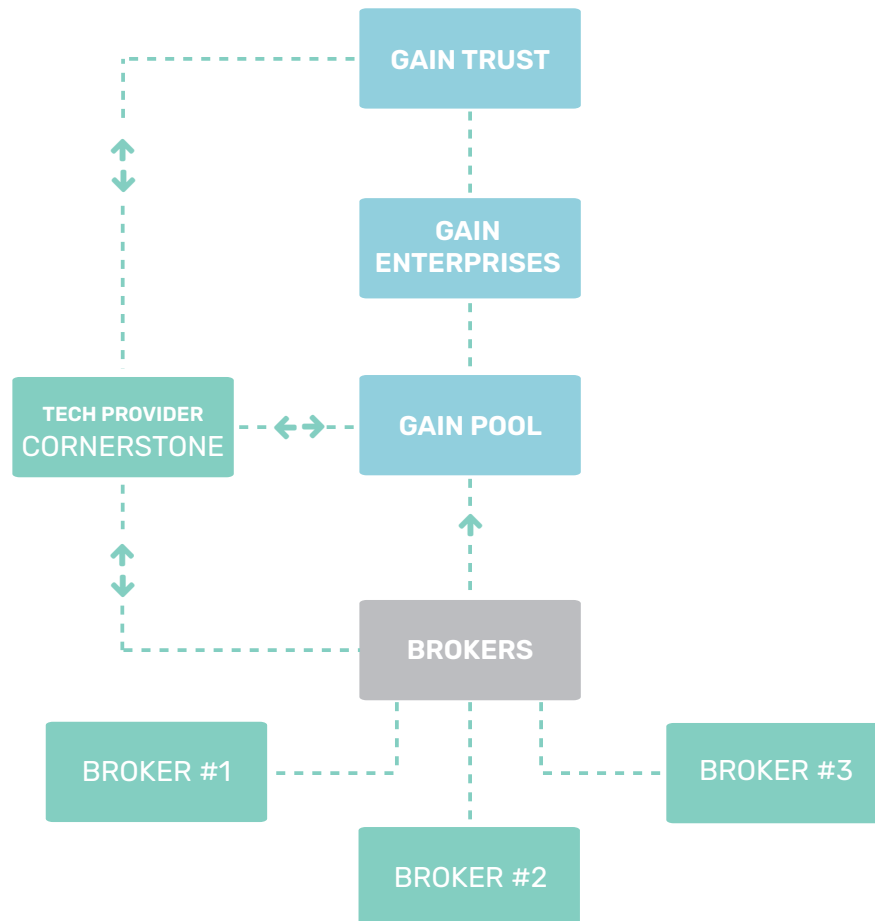 GAIN TRUST
GAIN
ENTERPRISES
TECH PROVIDER
CORNERSTONE
GAIN POOL
BROKERS
BROKER #1
BROKER #3
BROKER #2